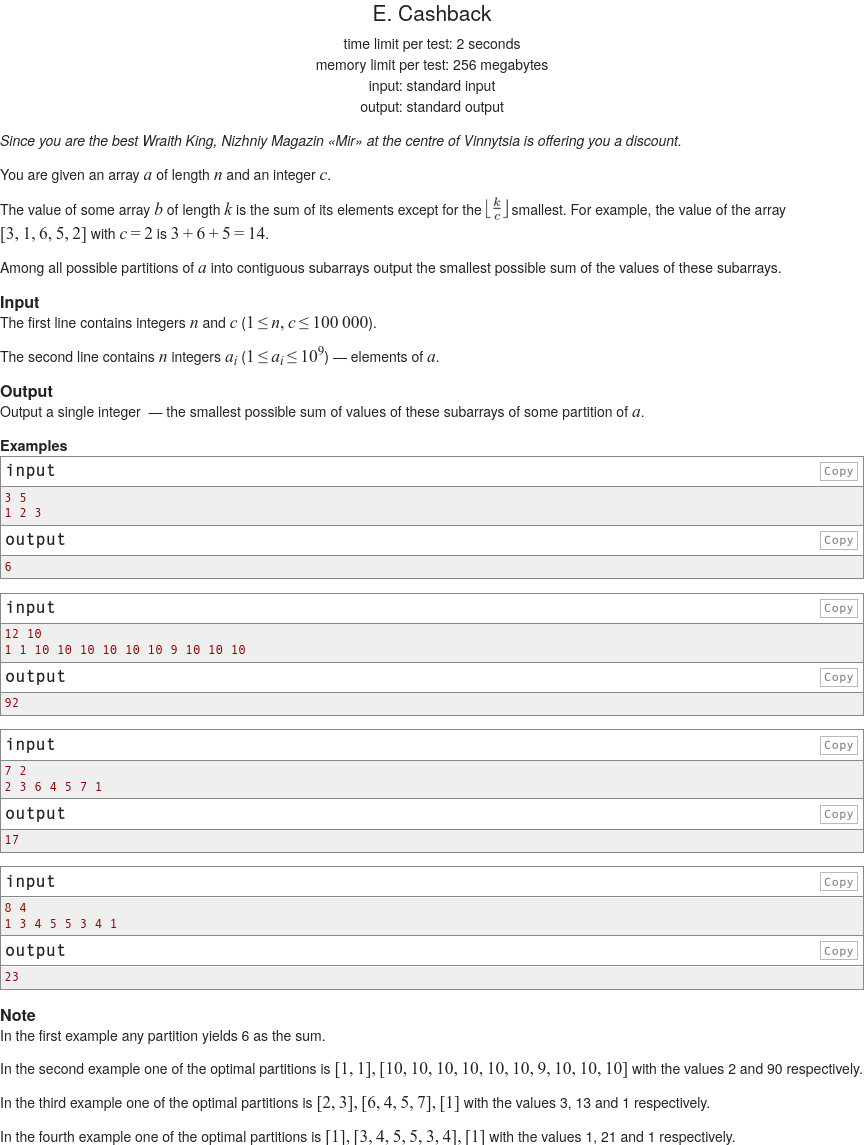 E. Cashback
time limit per test: 2 seconds
memory limit per test: 256 megabytes
input: standard input
output: standard output
Since you are the best Wraith King, Nizhniy Magazin «Mir» at the centre of Vinnytsia is offering you a discount.
You are given an array a of length n and an integer c.
The value of some array b of length k is the sum of its elements except for the ⌊k/c⌋ smallest. For example, the value of the array
[3, 1, 6, 5, 2] with c = 2 is 3 + 6 + 5 = 14.
Among all possible partitions of a into contiguous subarrays output the smallest possible sum of the values of these subarrays.
Input
The first line contains integers n and c (1 ≤ n, c ≤ 100 000).
The second line contains n integers aᵢ (1 ≤ aᵢ ≤ 10⁹) — elements of a.
Output
Output a single integer — the smallest possible sum of values of these subarrays of some partition of a.
Examples
input Copy
3 5
1 2 3
output Copy
6
input Copy
12 10
1 1 10 10 10 10 10 10 9 10 10 10
output Copy
92
input Copy
7 2
2 3 6 4 5 7 1
output Copy
17
input Copy
8 4
1 3 4 5 5 3 4 1
output Copy
23
Note
In the first example any partition yields 6 as the sum.
In the second example one of the optimal partitions is [1, 1], [10, 10, 10, 10, 10, 10, 9, 10, 10, 10] with the values 2 and 90 respectively.
In the third example one of the optimal partitions is [2, 3], [6, 4, 5, 7], [1] with the values 3, 13 and 1 respectively.
In the fourth example one of the optimal partitions is [1], [3, 4, 5, 5, 3, 4], [1] with the values 1, 21 and 1 respectively.